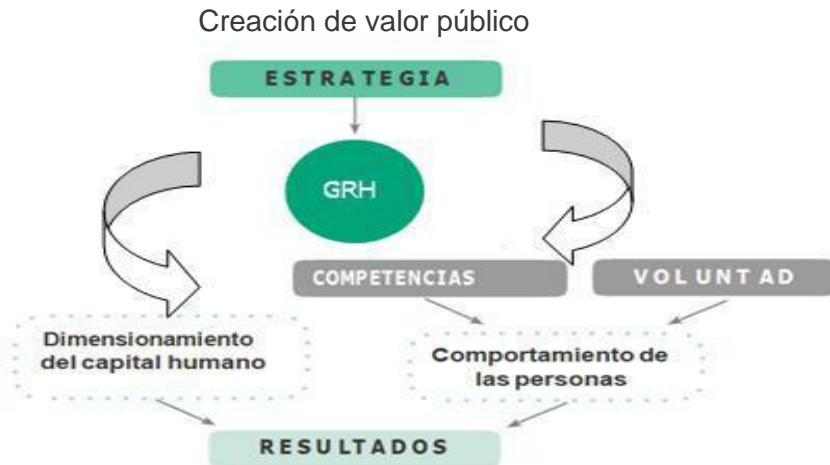 Creación de valor público
ESTRATEGIA
GRH
COMPETENCIAS
VOLUNTAD
Dimensionamiento
del capital humano
Comportamiento de
las personas
RESULTADOS